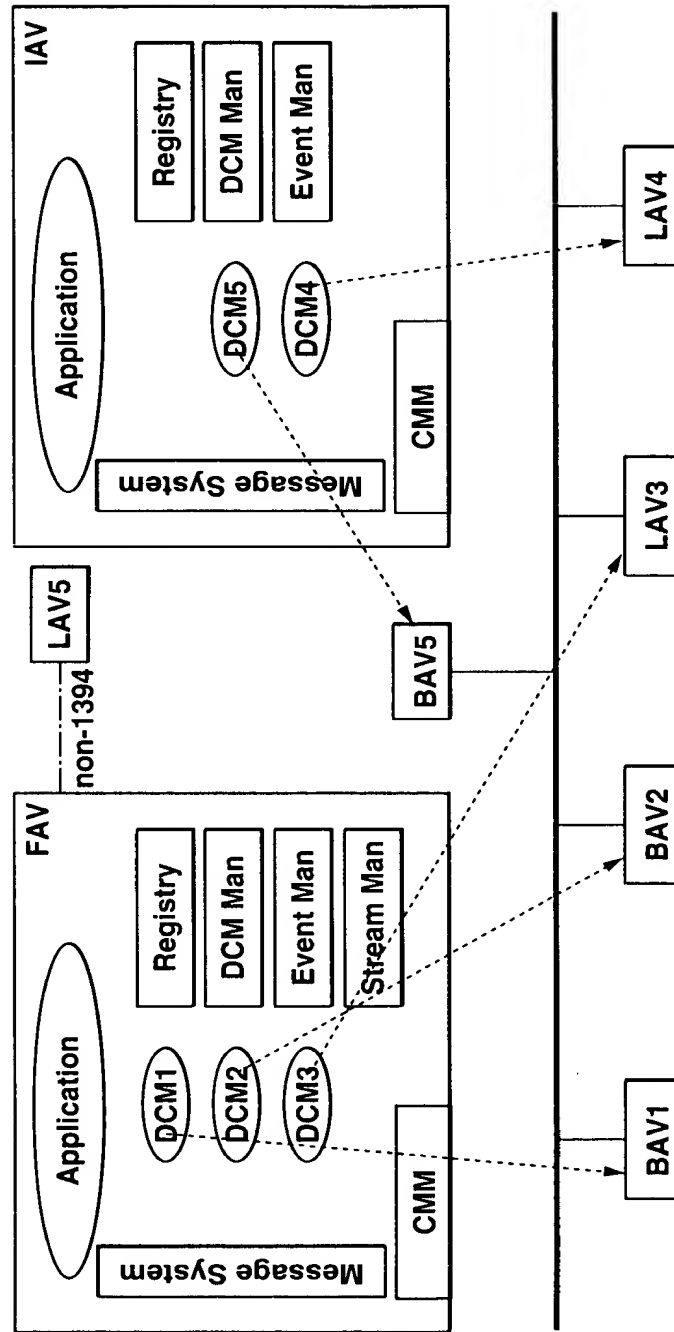 FAV
Application
Message System
DCM1
DCM2
DCM3
Registry
DCM Man
Event Man
Stream Man
CMM
non-1394
LAV5
IAV
Application
Message System
DCM5
DCM4
Registry
DCM Man
Event Man
CMM
BAV5
BAV1
BAV2
LAV3
LAV4